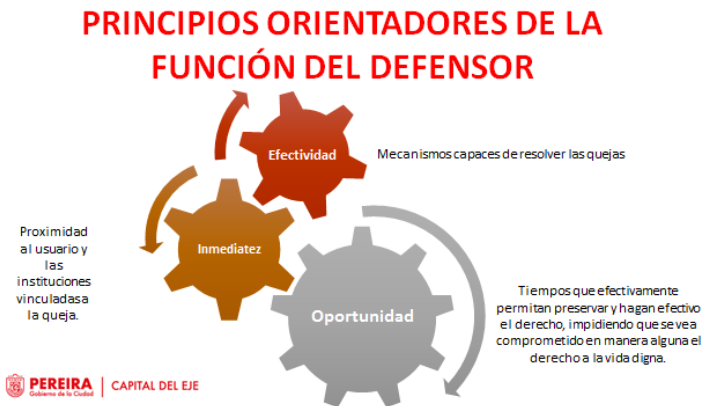 PRINCIPIOS ORIENTADORES DE LA
FUNCIÓN DEL DEFENSOR
Efectividad
Mecanismos capaces de resolver las quejas
Inmediatez
Proximidad
al usuario y
las
instituciones
vinculadas a
la queja.
Oportunidad
Tiempos que efectivamente
permitan preservar y hagan efectivo
el derecho, impidiendo que se vea
comprometido en manera alguna el
derecho a la vida digna.
PEREIRA
Gobierno de la Ciudad
CAPITAL DEL EJE